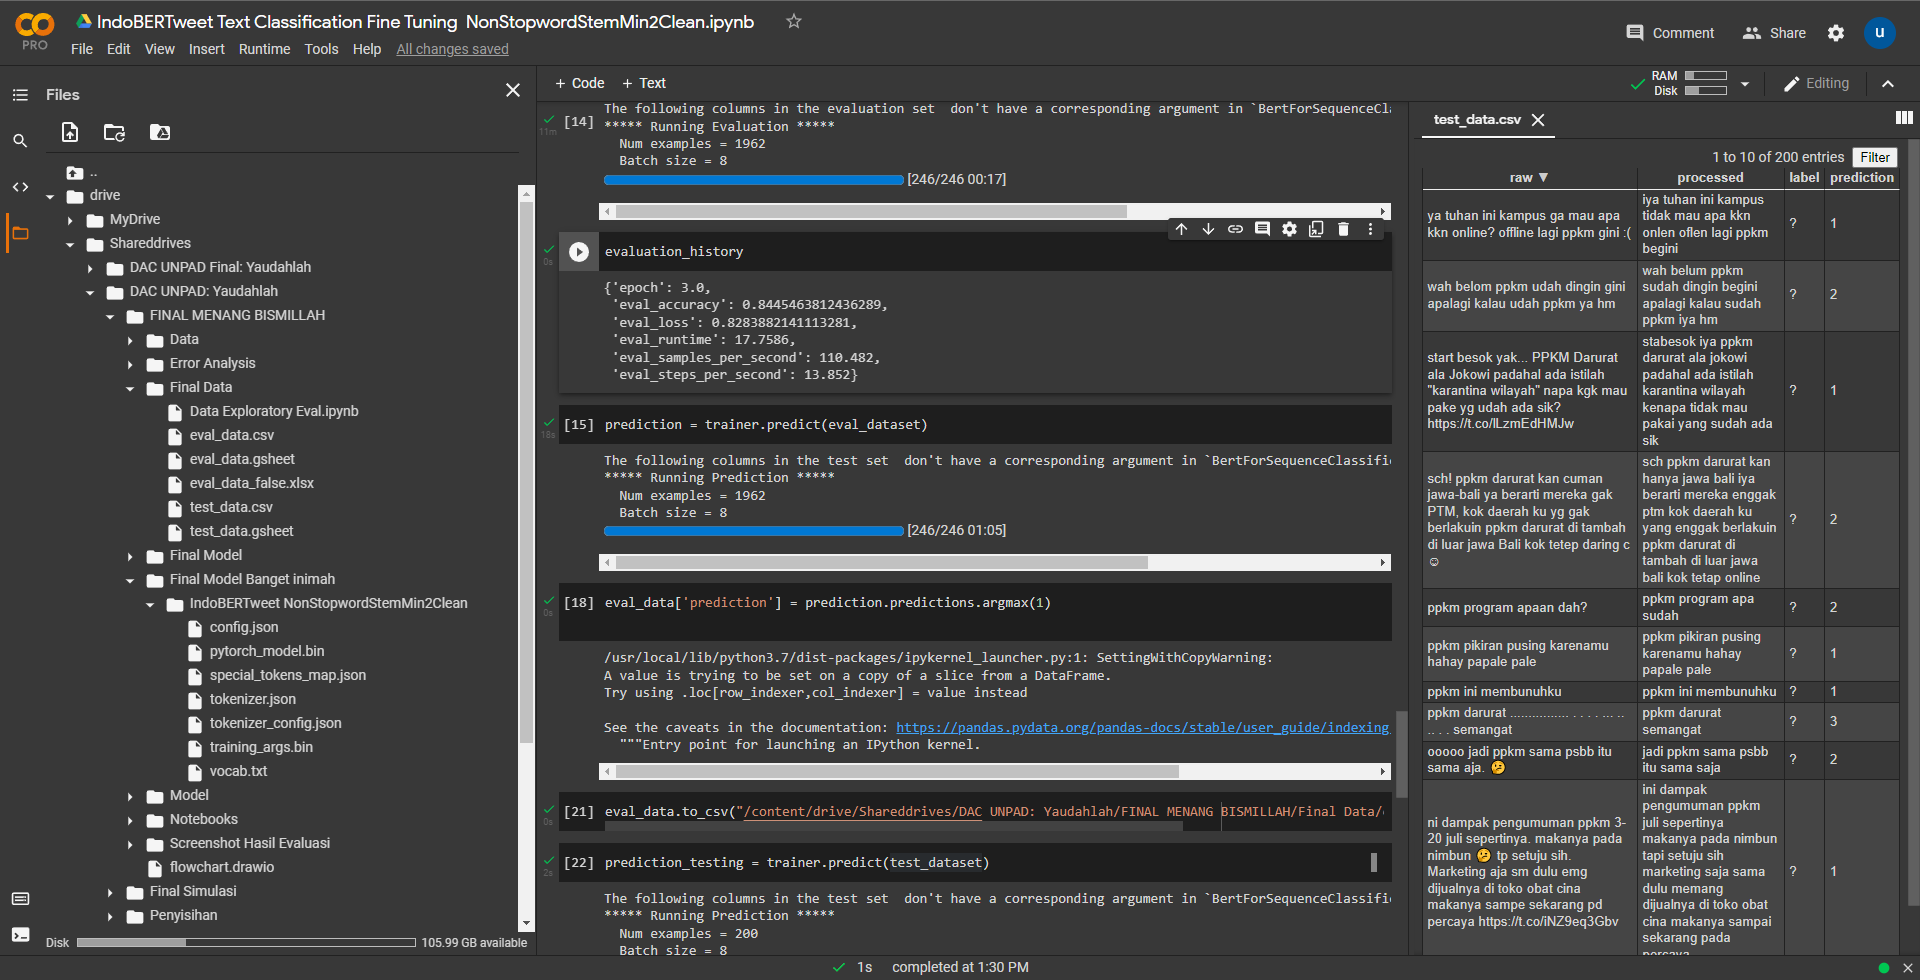 IndoBERTweet Text Classification Fine Tuning  NonStopwordStemMin2Clean.ipynb
PRO
File Edit View Insert Runtime Tools Help All changes saved
Comment Share u
Files
+ Code + Text
RAM
Disk
Editing
..
drive
MyDrive
Shareddrives
DAC UNPAD Final: Yaudahlah
DAC UNPAD: Yaudahlah
FINAL MENANG BISMILLAH
Data
Error Analysis
Final Data
Data Exploratory Eval.ipynb
eval_data.csv
eval_data.gsheet
eval_data_false.xlsx
test_data.csv
test_data.gsheet
Final Model
Final Model Banget inimah
IndoBERTweet NonStopwordStemMin2Clean
config.json
pytorch_model.bin
special_tokens_map.json
tokenizer.json
tokenizer_config.json
training_args.bin
vocab.txt
Model
Notebooks
Screenshot Hasil Evaluasi
flowchart.drawio
Final Simulasi
Penyisihan
Disk 105.99 GB available
[14]
11m
The following columns in the evaluation set  don't have a corresponding argument in `BertForSequenceCl
***** Running Evaluation *****
Num examples = 1962
Batch size = 8
[246/246 00:17]
0s
evaluation_history
{'epoch': 3.0,
'eval_accuracy': 0.8445463812436289,
'eval_loss': 0.8283882141113281,
'eval_runtime': 17.7586,
'eval_samples_per_second': 110.482,
'eval_steps_per_second': 13.852}
[15] prediction = trainer.predict(eval_dataset)
18s
The following columns in the test set  don't have a corresponding argument in `BertForSequenceClassifi
***** Running Prediction *****
Num examples = 1962
Batch size = 8
[246/246 01:05]
[18] eval_data['prediction'] = prediction.predictions.argmax(1)
0s
/usr/local/lib/python3.7/dist-packages/ipykernel_launcher.py:1: SettingWithCopyWarning:
A value is trying to be set on a copy of a slice from a DataFrame.
Try using .loc[row_indexer,col_indexer] = value instead
See the caveats in the documentation: https://pandas.pydata.org/pandas-docs/stable/user_guide/indexing
"""Entry point for launching an IPython kernel.
[21] eval_data.to_csv("/content/drive/Shareddrives/DAC UNPAD: Yaudahlah/FINAL MENANG BISMILLAH/Final Data/
0s
[22] prediction_testing = trainer.predict(test_dataset)
2s
The following columns in the test set  don't have a corresponding argument in `BertForSequenceClassifi
***** Running Prediction *****
Num examples = 200
Batch size = 8
test_data.csv
1 to 10 of 200 entries Filter
raw ▼ processed label prediction
ya tuhan ini kampus ga mau apa
kkn online? offline lagi ppkm gini :(
iya tuhan ini kampus
tidak mau apa kkn
onlen oflen lagi ppkm
begini
? 1
wah belom ppkm udah dingin gini
apalagi kalau udah ppkm ya hm
wah belum ppkm
sudah dingin begini
apalagi kalau sudah
ppkm iya hm
? 2
start besok yak... PPKM Darurat
ala Jokowi padahal ada istilah
"karantina wilayah" napa kgk mau
pake yg udah ada sik?
https://t.co/lLzmEdHMJw
stabesok iya ppkm
darurat ala jokowi
padahal ada istilah
karantina wilayah
kenapa tidak mau
pakai yang sudah ada
sik
? 1
sch! ppkm darurat kan cuman
jawa-bali ya berarti mereka gak
PTM, kok daerah ku yg gak
berlakuin ppkm darurat di tambah
di luar jawa Bali kok tetep daring c
☺
sch ppkm darurat kan
hanya jawa bali iya
berarti mereka enggak
ptm kok daerah ku
yang enggak berlakuin
ppkm darurat di
tambah di luar jawa
bali kok tetap online
? 2
ppkm program apaan dah?
ppkm program apa
sudah
? 2
ppkm pikiran pusing karenamu
hahay papale pale
ppkm pikiran pusing
karenamu hahay
papale pale
? 1
ppkm ini membunuhku
ppkm ini membunuhku
? 1
ppkm darurat ................ . . . . ... ..
.. . . semangat
ppkm darurat
semangat
? 3
ooooo jadi ppkm sama psbb itu
sama aja. 🤔
jadi ppkm sama psbb
itu sama saja
? 2
ni dampak pengumuman ppkm 3-
20 juli sepertinya. makanya pada
nimbun 🤔 tp setuju sih.
Marketing aja sm dulu emg
dijualnya di toko obat cina
makanya sampe sekarang pd
percaya https://t.co/iNZ9eq3Gbv
ini dampak
pengumuman ppkm
juli sepertinya
makanya pada nimbun
tapi setuju sih
marketing saja sama
dulu memang
dijualnya di toko obat
cina makanya sampai
sekarang pada
percaya
? 1
1s completed at 1:30 PM